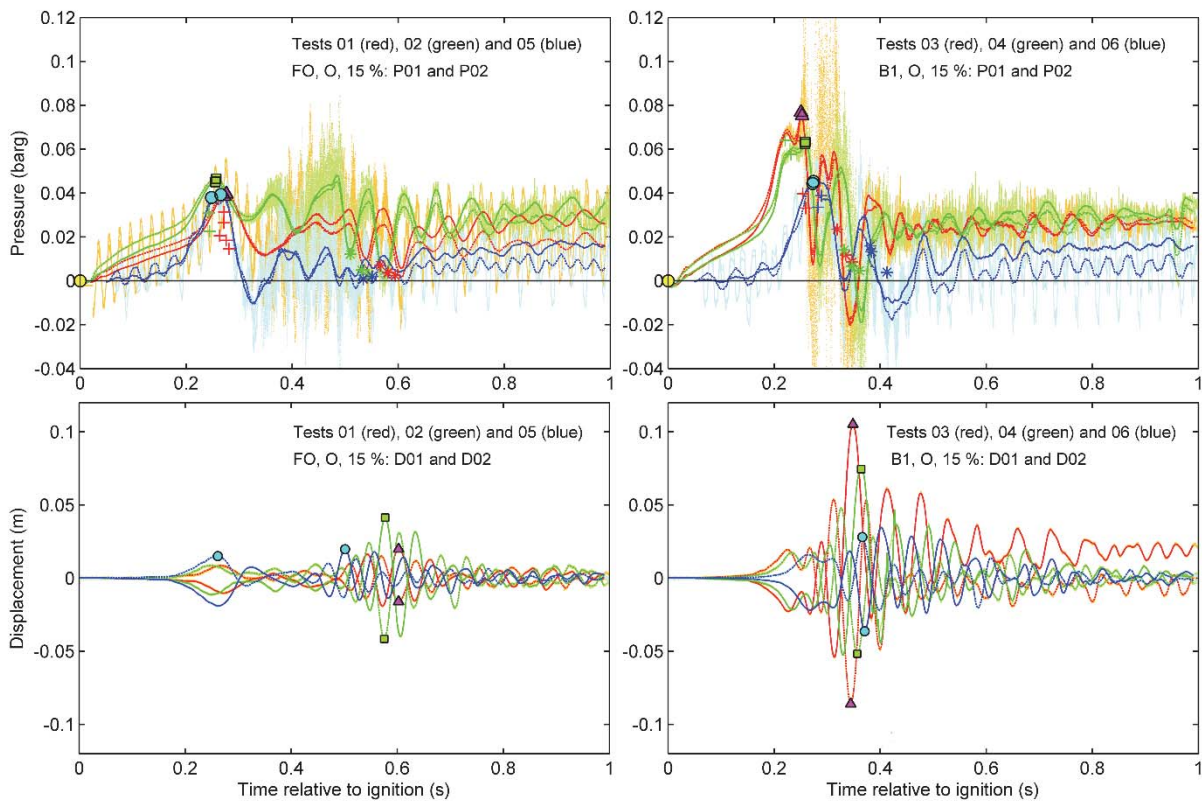 0.12
0.1
0.08
0.06
0.04
0.02
0
-0.02
-0.04
Pressure (barg)
Tests 01 (red), 02 (green) and 05 (blue)
FO, O, 15 %: P01 and P02
0 0.2 0.4 0.6 0.8 1
0.12
0.1
0.08
0.06
0.04
0.02
0
-0.02
-0.04
Tests 03 (red), 04 (green) and 06 (blue)
B1, O, 15 %: P01 and P02
0 0.2 0.4 0.6 0.8 1
0.1
0.05
0
-0.05
-0.1
Displacement (m)
Tests 01 (red), 02 (green) and 05 (blue)
FO, O, 15 %: D01 and D02
0 0.2 0.4 0.6 0.8 1
Time relative to ignition (s)
0.1
0.05
0
-0.05
-0.1
Tests 03 (red), 04 (green) and 06 (blue)
B1, O, 15 %: D01 and D02
0 0.2 0.4 0.6 0.8 1
Time relative to ignition (s)